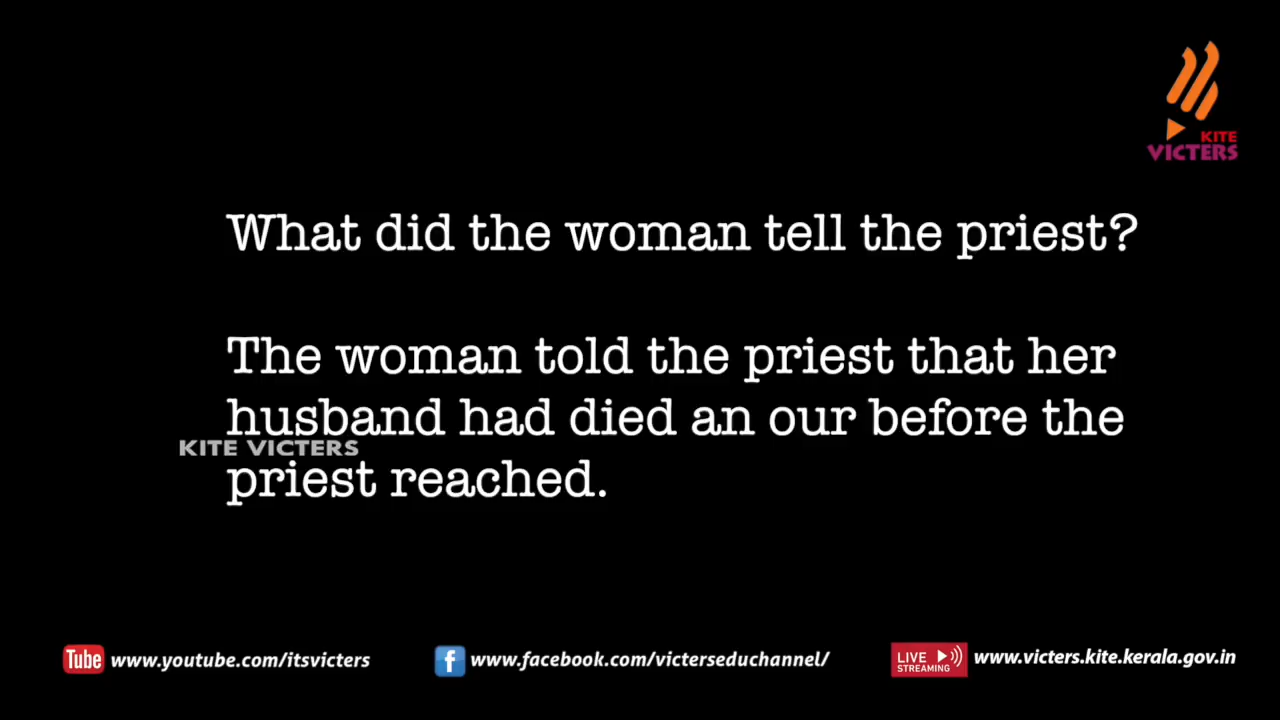 KITE
VICTERS
What did the woman tell the priest?
The woman told the priest that her
husband had died an our before the
KITE VICTERS
priest reached.
Tube www.youtube.com/itsvicters
f www.facebook.com/victerseduchannel/
LIVE
STREAMING
www.victers.kite.kerala.gov.in